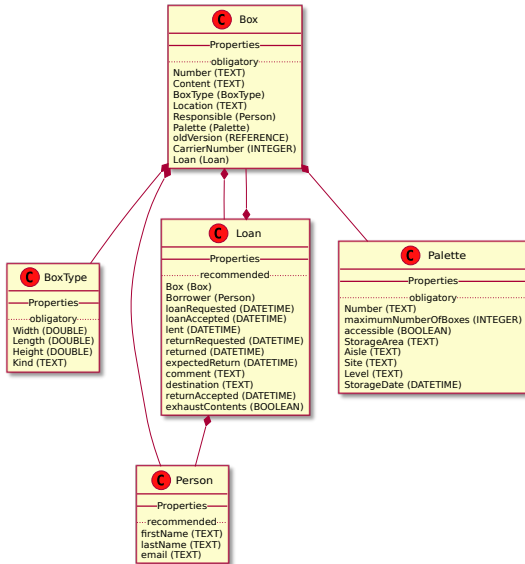 C Box
Properties
obligatory
Number (TEXT)
Content (TEXT)
BoxType (BoxType)
Location (TEXT)
Responsible (Person)
Palette (Palette)
oldVersion (REFERENCE)
CarrierNumber (INTEGER)
Loan (Loan)
C BoxType
Properties
obligatory
Width (DOUBLE)
Length (DOUBLE)
Height (DOUBLE)
Kind (TEXT)
C Loan
Properties
recommended
Box (Box)
Borrower (Person)
loanRequested (DATETIME)
loanAccepted (DATETIME)
lent (DATETIME)
returnRequested (DATETIME)
returned (DATETIME)
expectedReturn (DATETIME)
comment (TEXT)
destination (TEXT)
returnAccepted (DATETIME)
exhaustContents (BOOLEAN)
C Palette
Properties
obligatory
Number (TEXT)
maximumNumberOfBoxes (INTEGER)
accessible (BOOLEAN)
StorageArea (TEXT)
Aisle (TEXT)
Site (TEXT)
Level (TEXT)
StorageDate (DATETIME)
C Person
Properties
recommended
firstName (TEXT)
lastName (TEXT)
email (TEXT)